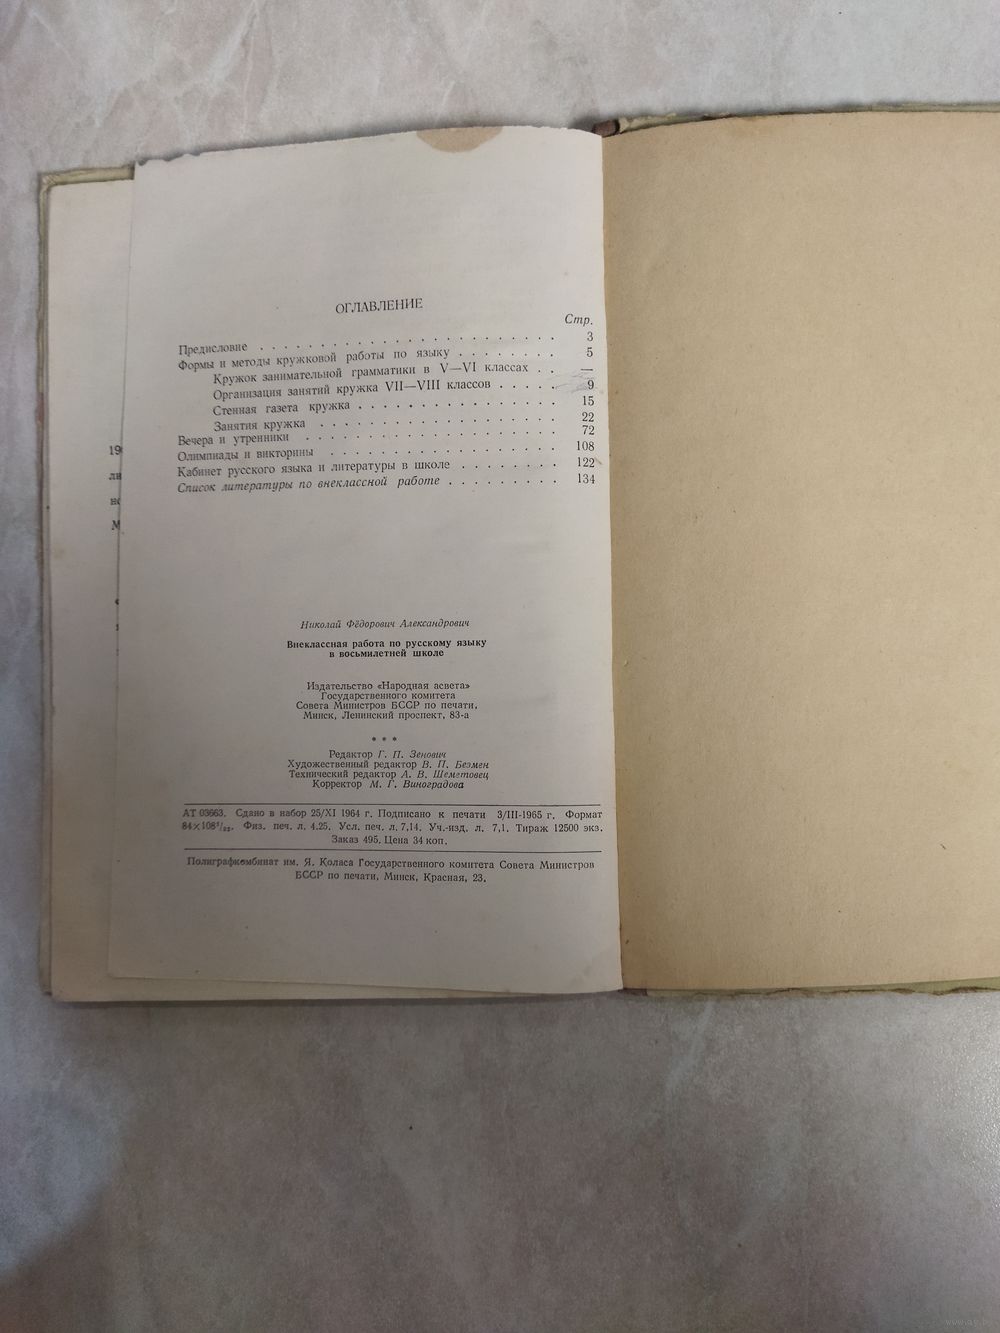 ОГЛАВЛЕНИЕ
Стр.
Предисловие . . . . . . . . . . . . . . . . . . . . . . . 3
Формы и методы кружковой работы по языку . . . . . . . . 5
Кружок занимательной грамматики в V—VI классах . . —
Организация занятий кружка VII—VIII классов . . . . . 9
Стенная газета кружка . . . . . . . . . . . . . . . . 15
Занятия кружка . . . . . . . . . . . . . . . . . . 22
Вечера и утренники . . . . . . . . . . . . . . . . . . . 72
Олимпиады и викторины . . . . . . . . . . . . . . . . . 108
Кабинет русского языка и литературы в школе . . . . . . . . 122
Список литературы по внеклассной работе . . . . . . . . . 134
19
ли
М
Николай Фёдорович Александрович
Внеклассная работа по русскому языку
в восьмилетней школе
Издательство «Народная асвета»
Государственного комитета
Совета Министров БССР по печати,
Минск, Ленинский проспект, 83-а
* * *
Редактор Г. П. Зенович
Художественный редактор В. П. Безмен
Технический редактор А. В. Шеметовец
Корректор М. Г. Виноградова
АТ 03663. Сдано в набор 25/XI 1964 г. Подписано к печати 3/III-1965 г. Формат
84×108¹/₃₂. Физ. печ. л. 4.25. Усл. печ. л. 7,14. Уч.-изд. л. 7,1. Тираж 12500 экз.
Заказ 495. Цена 34 коп.
Полиграфкомбинат им. Я. Коласа Государственного комитета Совета Министров
БССР по печати, Минск, Красная, 23.